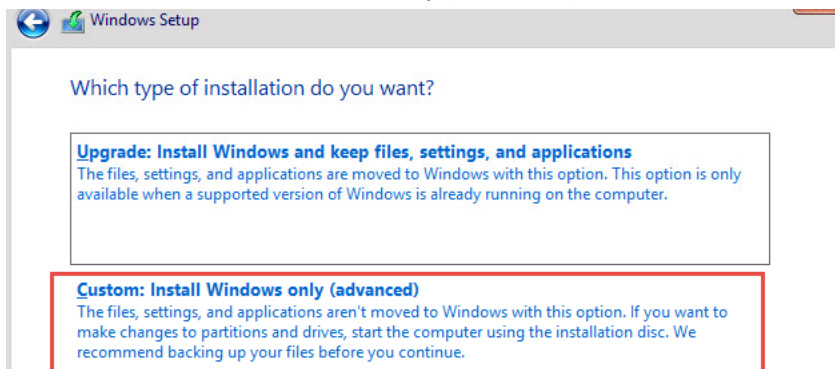 Windows Setup
Which type of installation do you want?
Upgrade: Install Windows and keep files, settings, and applications
The files, settings, and applications are moved to Windows with this option. This option is only
available when a supported version of Windows is already running on the computer.
Custom: Install Windows only (advanced)
The files, settings, and applications aren't moved to Windows with this option. If you want to
make changes to partitions and drives, start the computer using the installation disc. We
recommend backing up your files before you continue.